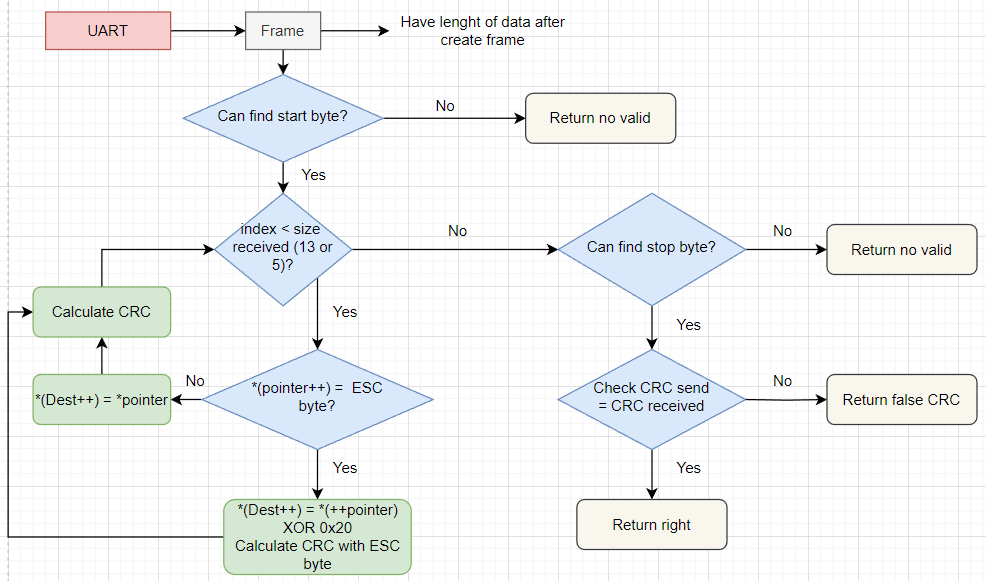 UART
Frame
Have lenght of data after
create frame
Can find start byte?
No
Return no valid
Yes
index < size
received (13 or
5)?
No
Can find stop byte?
No
Return no valid
Calculate CRC
Yes
Yes
*(pointer++) =  ESC
byte?
No
*(Dest++) = *pointer
Check CRC send
= CRC received
No
Return false CRC
Yes
Yes
*(Dest++) = *(++pointer)
XOR 0x20
Calculate CRC with ESC
byte
Return right